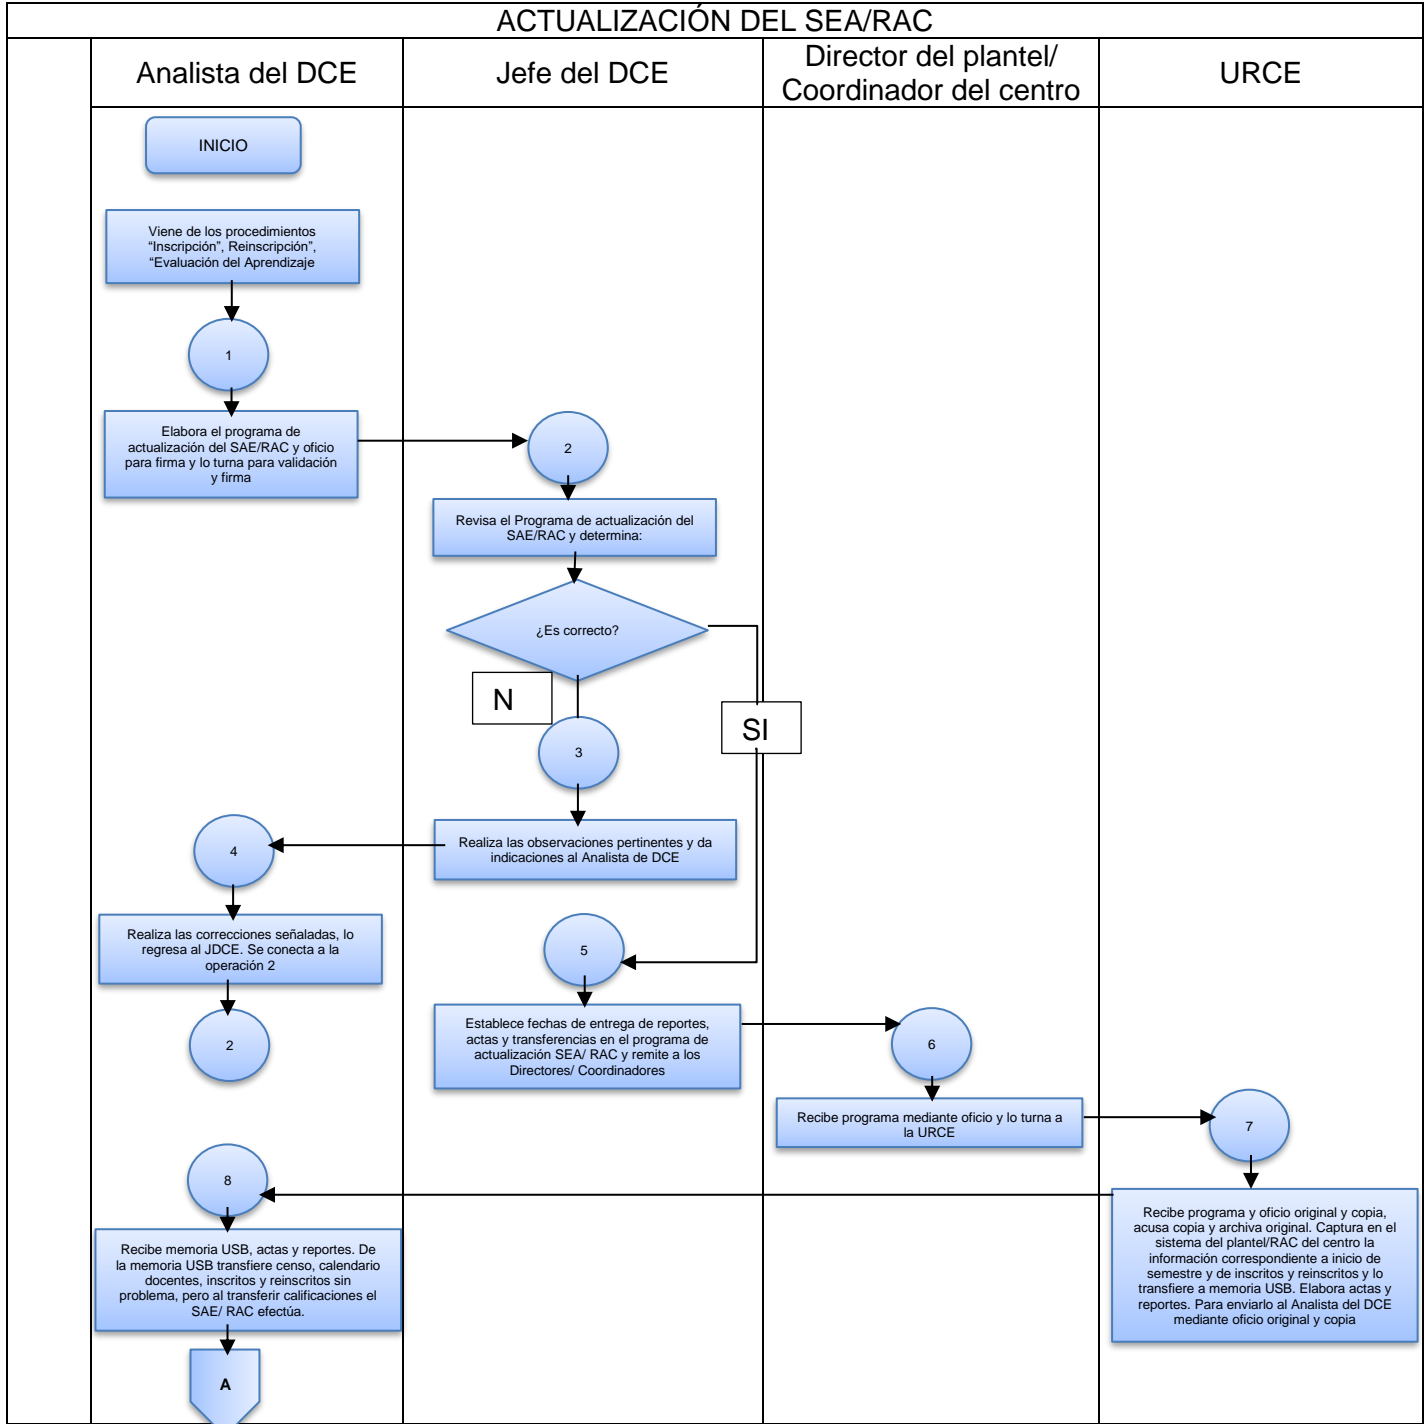 ACTUALIZACIÓN DEL SEA/RAC
Analista del DCE
Jefe del DCE
Director del plantel/
Coordinador del centro
URCE
INICIO
Viene de los procedimientos
“Inscripción”, Reinscripción”,
“Evaluación del Aprendizaje
1
Elabora el programa de
actualización del SAE/RAC y oficio
para firma y lo turna para validación
y firma
2
Revisa el Programa de actualización del
SAE/RAC y determina:
¿Es correcto?
N
SI
3
Realiza las observaciones pertinentes y da
indicaciones al Analista de DCE
4
Realiza las correcciones señaladas, lo
regresa al JDCE. Se conecta a la
operación 2
2
5
Establece fechas de entrega de reportes,
actas y transferencias en el programa de
actualización SEA/ RAC y remite a los
Directores/ Coordinadores
6
Recibe programa mediante oficio y lo turna a
la URCE
7
Recibe programa y oficio original y copia,
acusa copia y archiva original. Captura en el
sistema del plantel/RAC del centro la
información correspondiente a inicio de
semestre y de inscritos y reinscritos y lo
transfiere a memoria USB. Elabora actas y
reportes. Para enviarlo al Analista del DCE
mediante oficio original y copia
8
Recibe memoria USB, actas y reportes. De
la memoria USB transfiere censo, calendario
docentes, inscritos y reinscritos sin
problema, pero al transferir calificaciones el
SAE/ RAC efectúa.
A